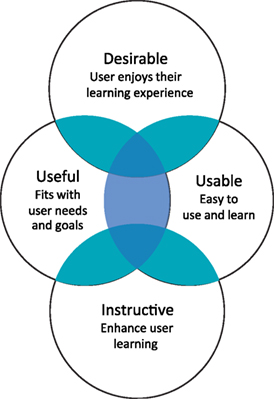 Desirable
User enjoys their
learning experience
Useful
Fits with
user needs
and goals
Usable
Easy to
use and learn
Instructive
Enhance user
learning